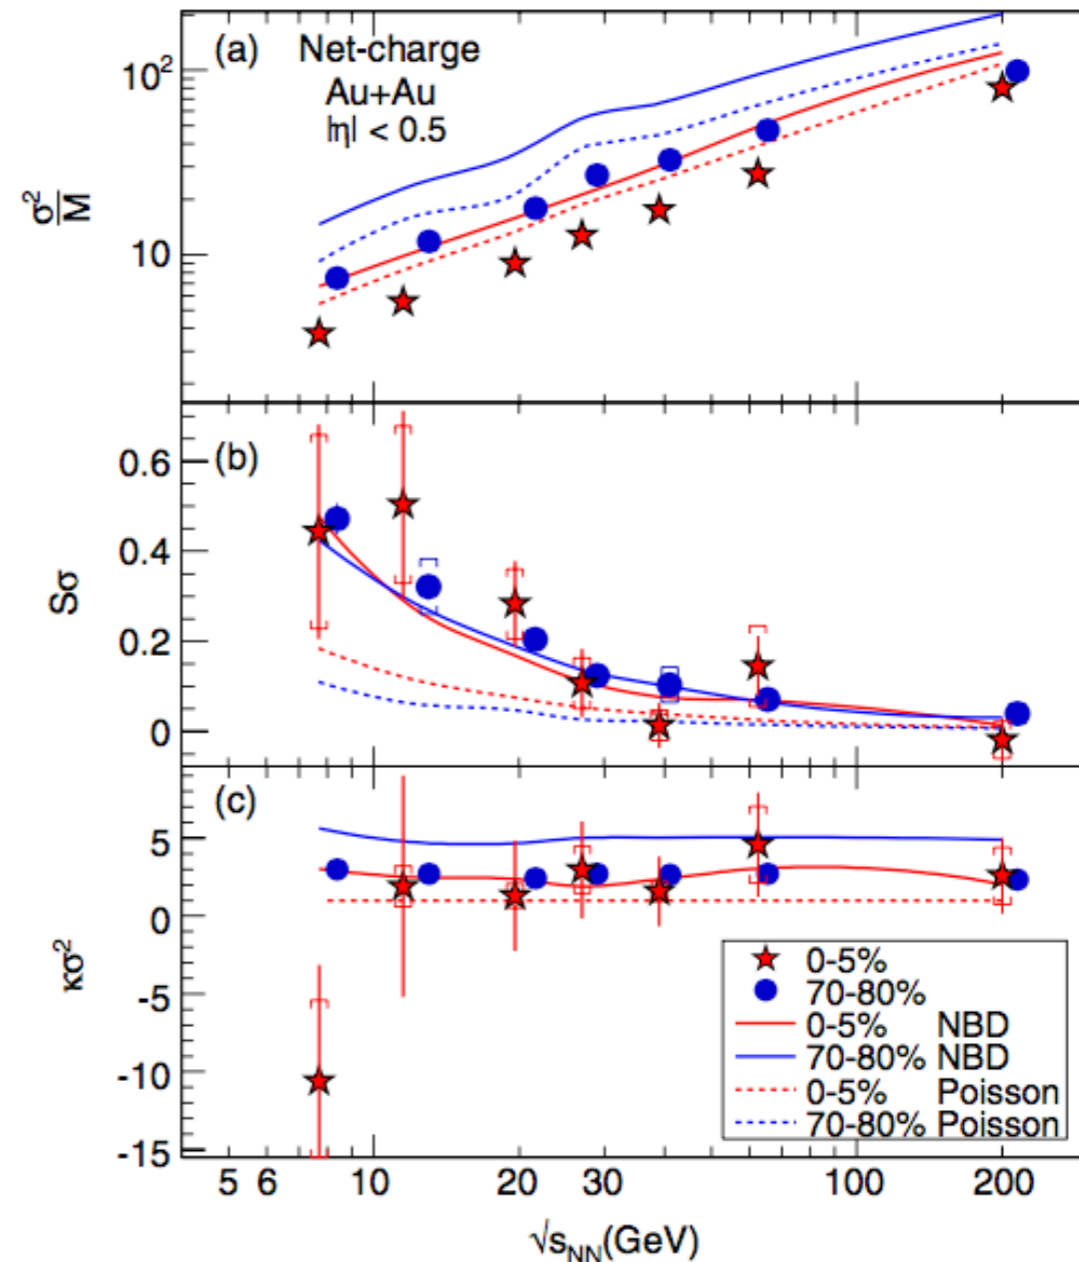 (a) Net-charge
Au+Au
|η| < 0.5
10²
10
σ²
M
(b)
0.6
0.4
0.2
0
Sσ
(c)
5
0
-5
-10
-15
κσ²
0-5%
70-80%
0-5% NBD
70-80% NBD
0-5% Poisson
70-80% Poisson
5 6 10 20 30 100 200
√sNN(GeV)